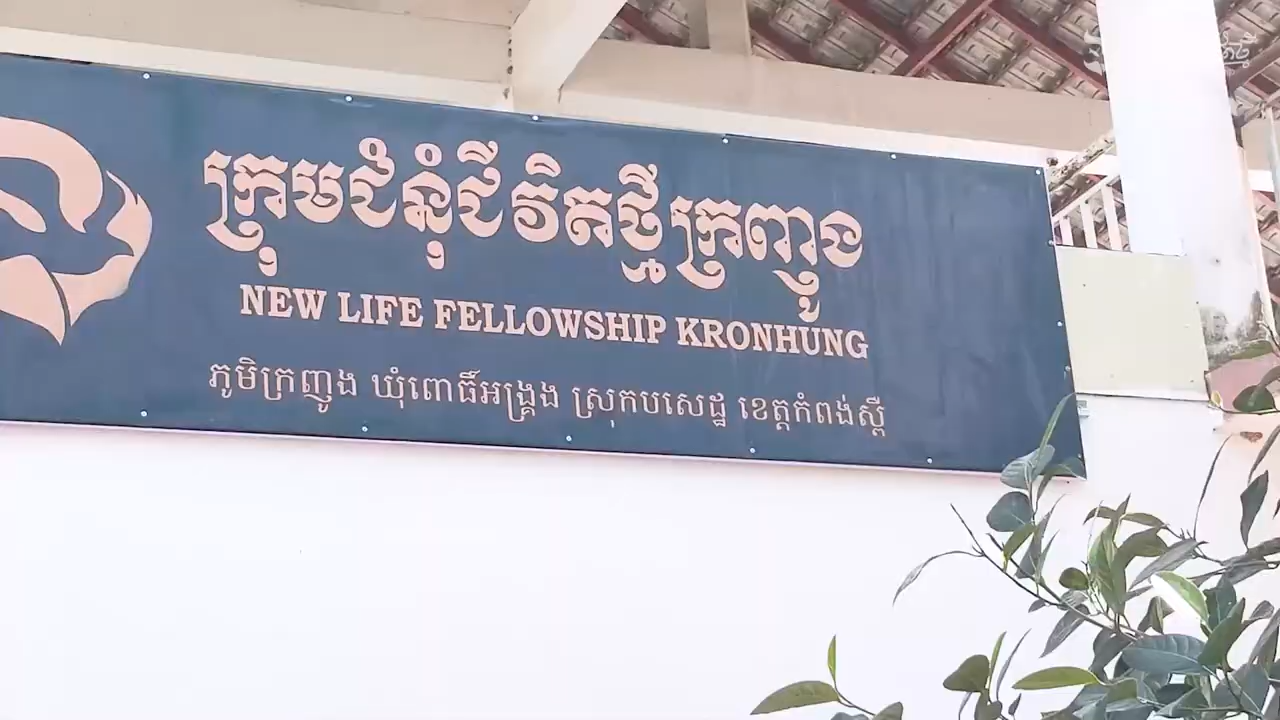 ក្រុមជំនុំជីវិតថ្មីក្រញូង
NEW LIFE FELLOWSHIP KRONHUNG
ភូមិក្រញូង ឃុំពោធិ៍អង្ក្រង ស្រុកបរសេដ្ឋ ខេត្តកំពង់ស្ពឺ